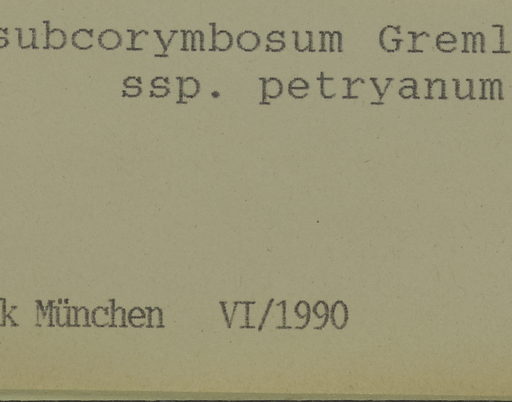 subcorymbosum Greml
ssp. petryanum
k München VI/1990